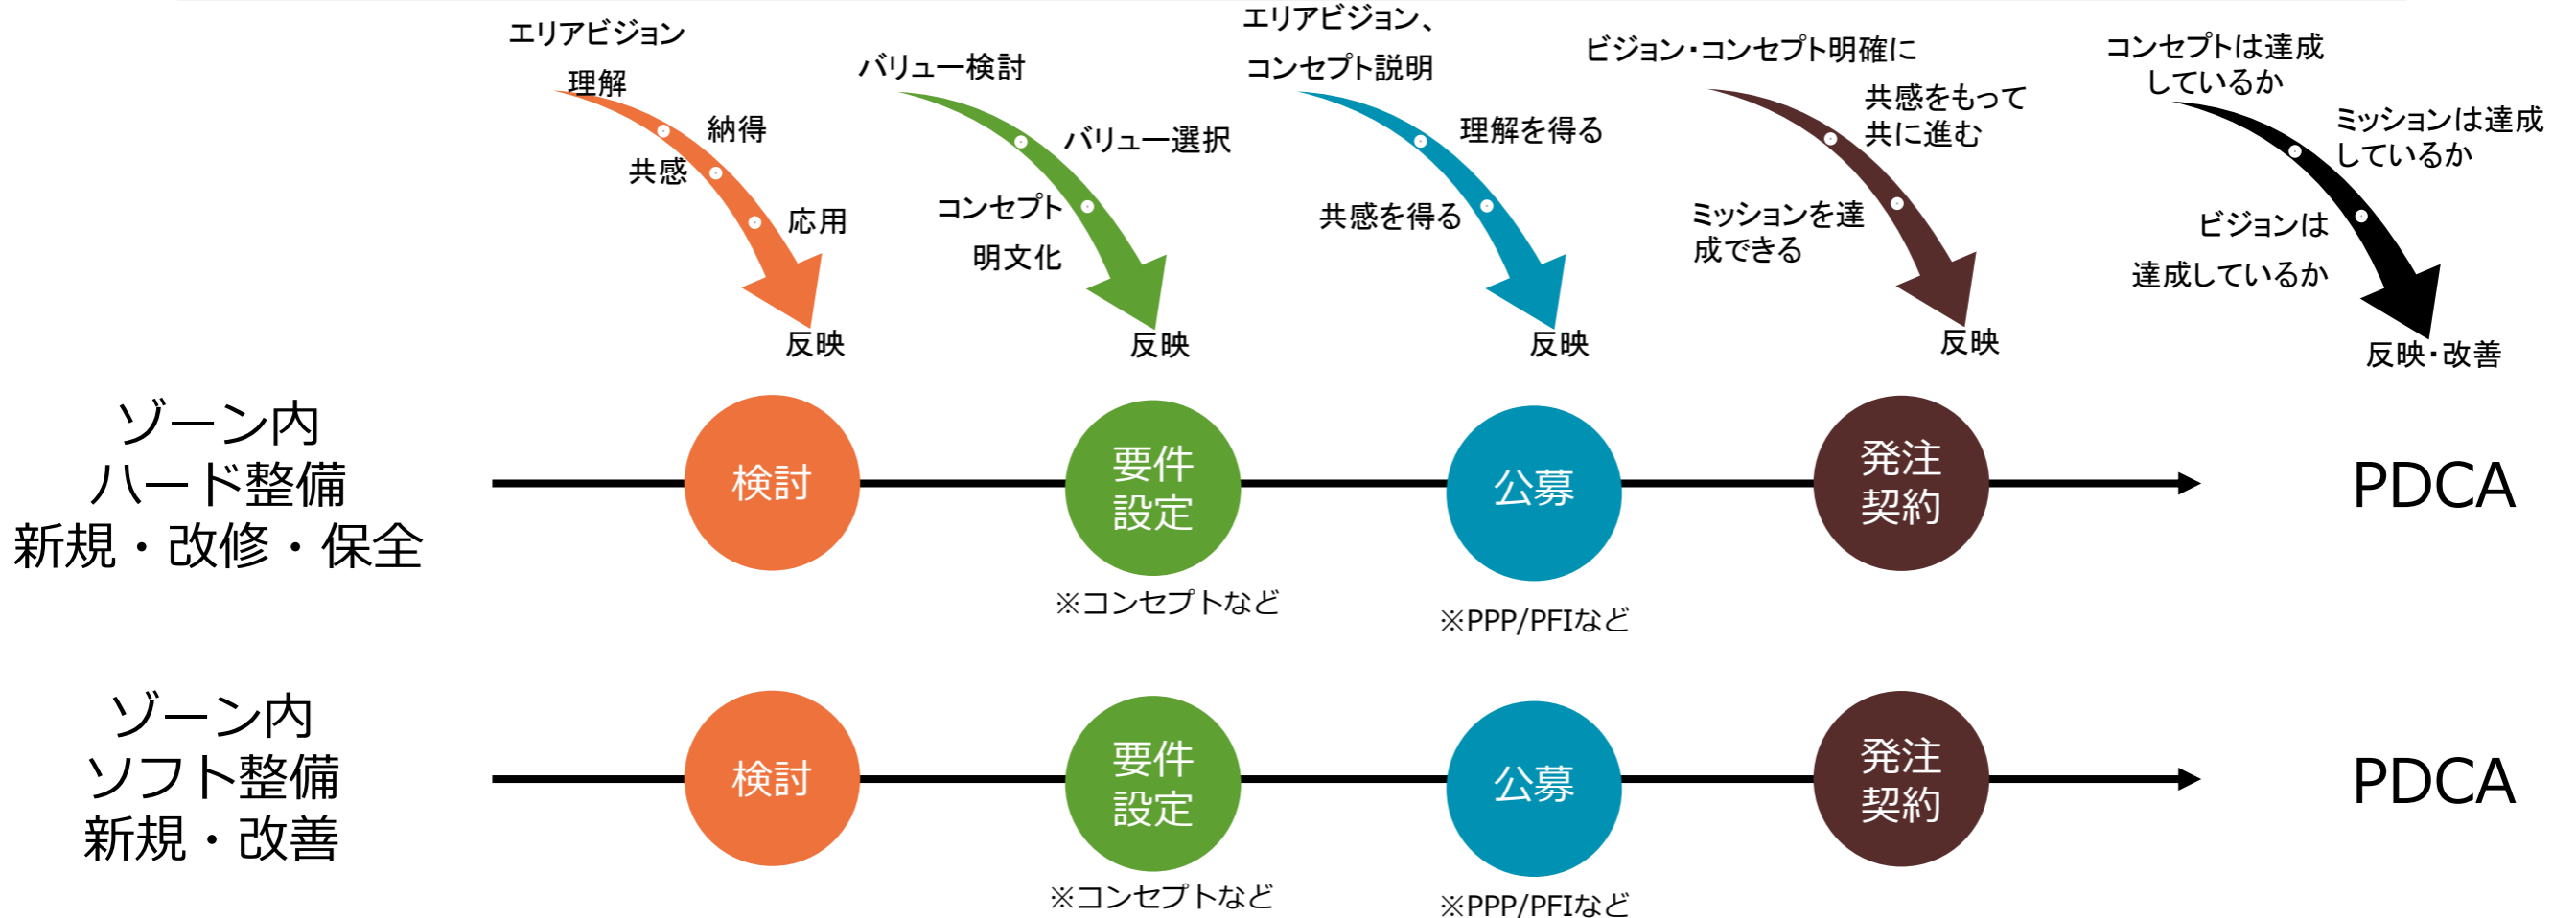 エリアビジョン
理解
納得
共感
応用
反映
バリュー検討
バリュー選択
コンセプト
明文化
反映
エリアビジョン、
コンセプト説明
理解を得る
共感を得る
反映
ビジョン・コンセプト明確に
共感をもって
共に進む
ミッションを達
成できる
反映
コンセプトは達成
しているか
ミッションは達成
しているか
ビジョンは
達成しているか
反映・改善
ゾーン内
ハード整備
新規・改修・保全
検討
要件
設定
※コンセプトなど
公募
※PPP/PFIなど
発注
契約
PDCA
ゾーン内
ソフト整備
新規・改善
検討
要件
設定
※コンセプトなど
公募
※PPP/PFIなど
発注
契約
PDCA